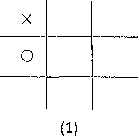 ×
○
(1)